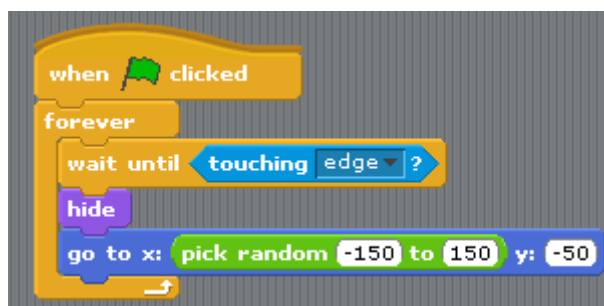 when clicked
forever
wait until touching edge ?
hide
go to x: pick random -150 to 150 y: -50